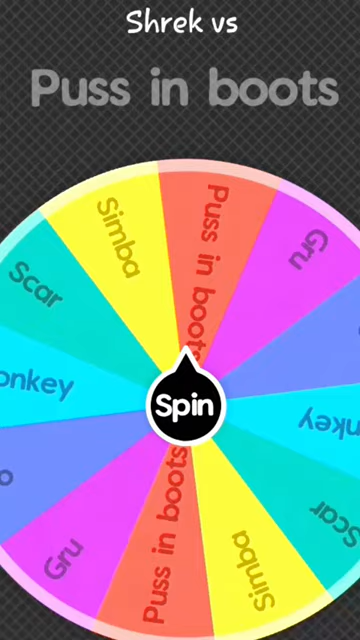 Shrek vs
Puss in boots
Simba
Puss in boots
Gru
Scar
onkey
nkey
o
Spin
Scar
Gru
Puss in boots
Simba